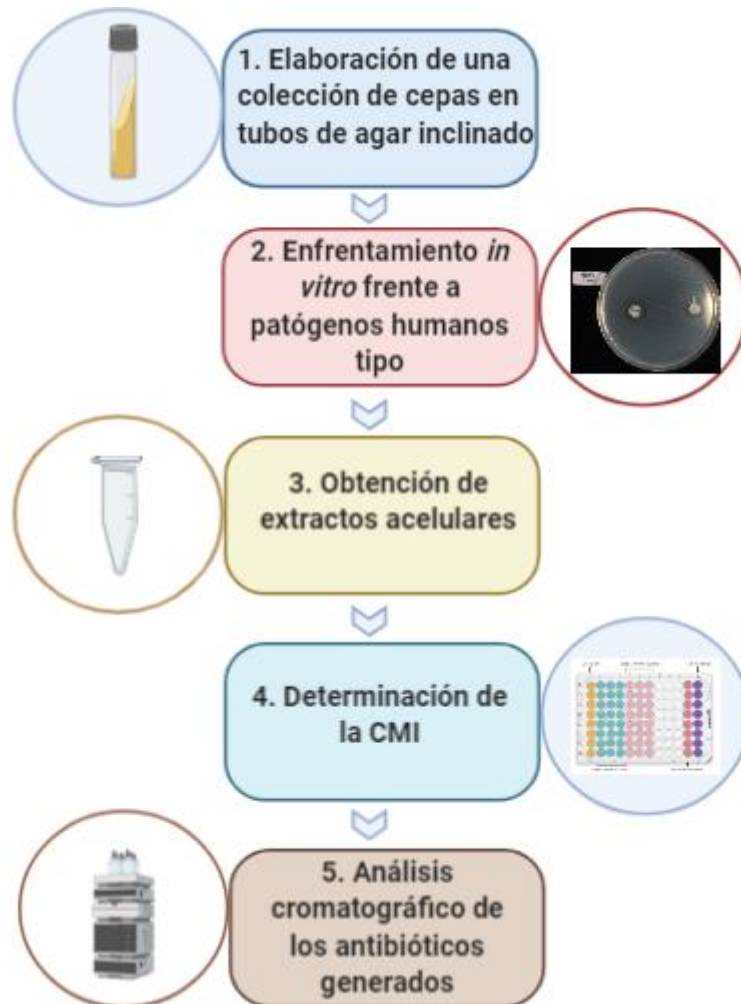 1. Elaboración de una
colección de cepas en
tubos de agar inclinado
2. Enfrentamiento in
vitro frente a
patógenos humanos
tipo
3. Obtención de
extractos acelulares
4. Determinación de
la CMI
5. Análisis
cromatográfico de
los antibióticos
generados